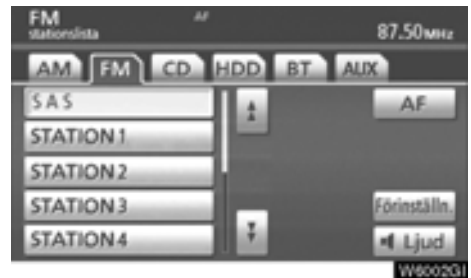 FM AF
stationslista 87.50MHz
AM FM CD HDD BT AUX
SAS AF
STATION 1
STATION 2
STATION 3 Förinställn.
STATION 4 Ljud
W6002GI